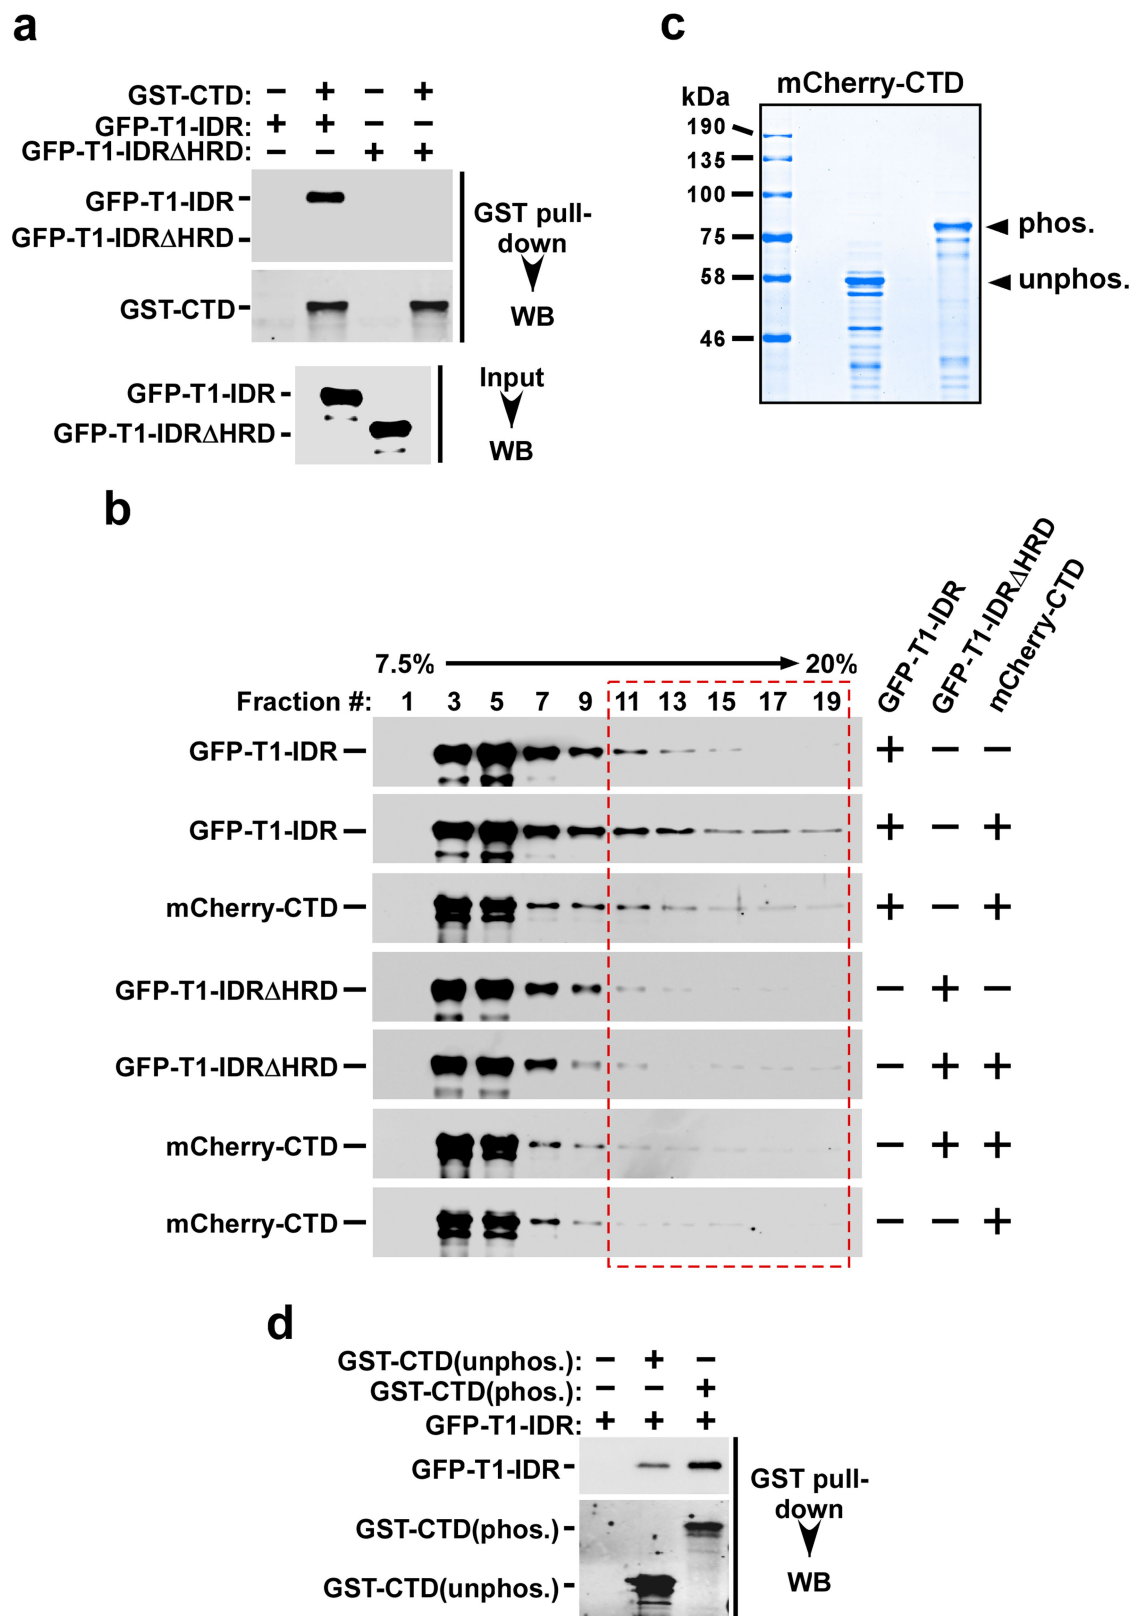 a
GST-CTD: − + − +
GFP-T1-IDR: + + − −
GFP-T1-IDRΔHRD: − − + +
GFP-T1-IDR
GFP-T1-IDRΔHRD
GST-CTD
GST pull-
down
WB
GFP-T1-IDR
GFP-T1-IDRΔHRD
Input
WB
c
mCherry-CTD
kDa
190
135
100
75
58
46
phos.
unphos.
b
7.5% 20%
GFP-T1-IDR
GFP-T1-IDRΔHRD
mCherry-CTD
Fraction #: 1 3 5 7 9 11 13 15 17 19
GFP-T1-IDR + − −
GFP-T1-IDR + − +
mCherry-CTD + − +
GFP-T1-IDRΔHRD − + −
GFP-T1-IDRΔHRD − + +
mCherry-CTD − + +
mCherry-CTD − − +
d
GST-CTD(unphos.): − + −
GST-CTD(phos.): − − +
GFP-T1-IDR: + + +
GFP-T1-IDR
GST-CTD(phos.)
GST-CTD(unphos.)
GST pull-
down
WB